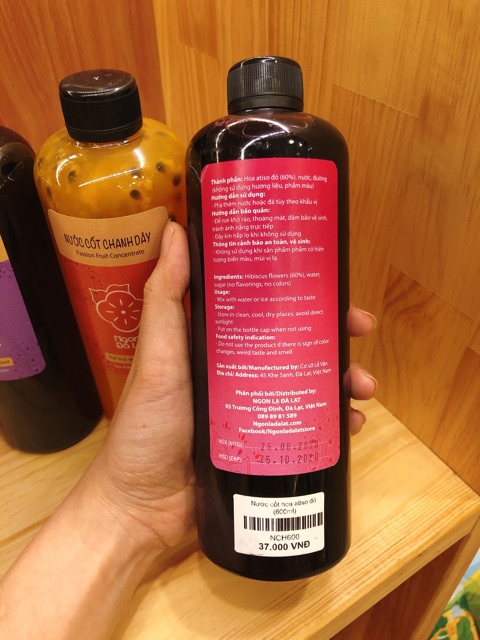 NƯỚC CỐT CHANH DÂY
Passion Fruit Concentrate
Thành phần: Hoa atiso đỏ (60%), nước, đường
(không sử dụng hương liệu, phẩm màu)
Hướng dẫn sử dụng:
- Pha thêm nước hoặc đá tùy theo khẩu vị
Hướng dẫn bảo quản:
- Để nơi khô ráo, thoáng mát, đảm bảo vệ sinh,
tránh ánh nắng trực tiếp
- Đậy kín nắp lọ khi không sử dụng
Thông tin cảnh báo an toàn, vệ sinh:
- Không sử dụng khi sản phẩm phẩm có hiện
tượng biến màu, mùi vị lạ
Ingredients: Hibiscus flowers (60%), water,
sugar (no flavorings, no colors)
Usage:
- Mix with water or ice according to taste
Storage:
- Store in clean, cool, dry places, avoid direct
sunlight
- Put on the bottle cap when not using
Food safety indication:
- Do not use the product if there is sign of color
changes, weird taste and smell
Sản xuất bởi/Manufactured by: Cơ sở Lê Văn
Địa chỉ/ Address: 45 Khe Sanh, Đà Lạt, Việt Nam
Phân phối bởi/Distributed by:
NGON LẠ ĐÀ LẠT
03 Trương Công Định, Đà Lạt, Việt Nam
089 89 81 589
Ngonladalat.com
Facebook/Ngonladalatstore
NSX (MFG): 25.08.2020
HSD (EXP): 25.10.2020
Nước cốt hoa atiso đỏ
(600ml)
NCH600
37.000 VNĐ